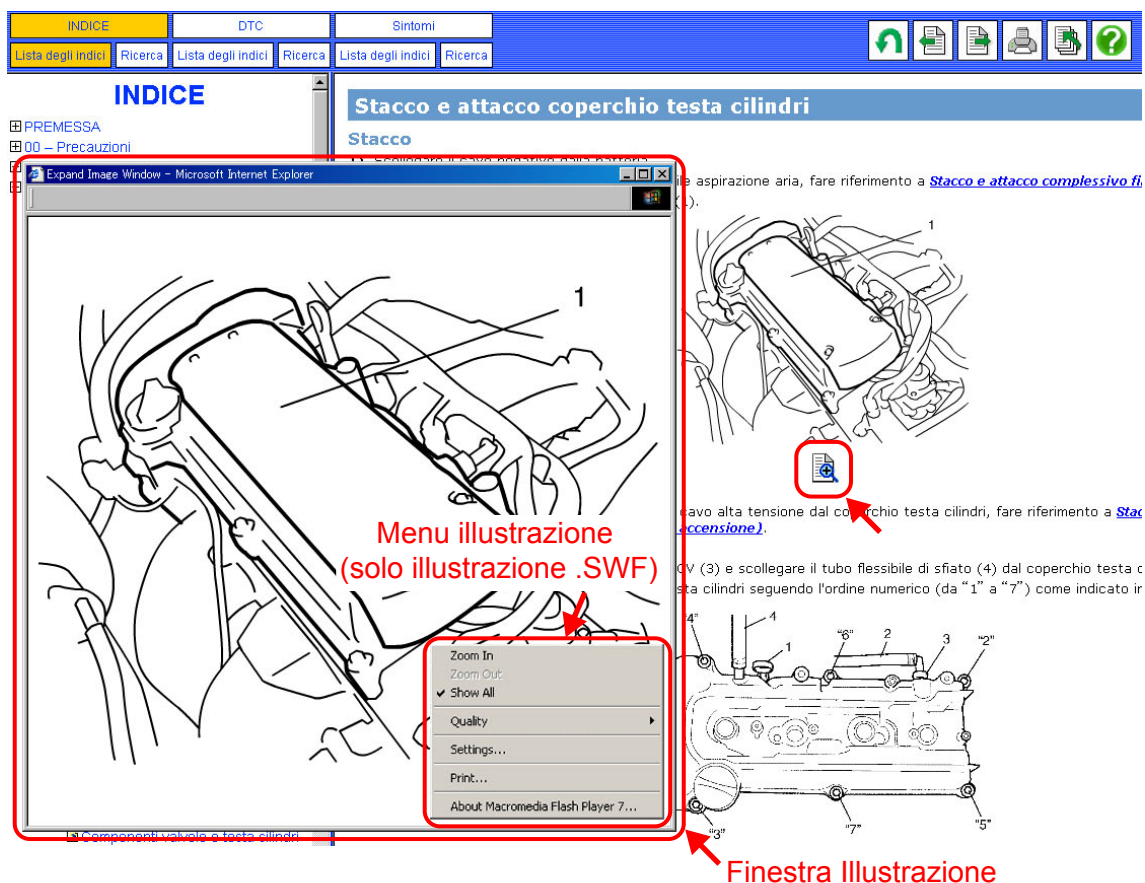 INDICE
DTC
Sintomi
Lista degli indici
Ricerca
Lista degli indici
Ricerca
Lista degli indici
Ricerca
INDICE
PREMESSA
00 – Precauzioni
Stacco e attacco coperchio testa cilindri
Stacco
ile aspirazione aria, fare riferimento a Stacco e attacco complessivo fi
(1).
1
Expand Image Window – Microsoft Internet Explorer
1
Menu illustrazione
(solo illustrazione .SWF)
Zoom In
Zoom Out
Show All
Quality
Settings...
Print...
About Macromedia Flash Player 7...
cavo alta tensione dal coperchio testa cilindri, fare riferimento a Stac
accensione).
CV (3) e scollegare il tubo flessibile di sfiato (4) dal coperchio testa c
sta cilindri seguendo l'ordine numerico (da “1” a “7”) come indicato in
“4”
4
1
“6”
2
3
“2”
“3”
“7”
“5”
Componenti valvole e testa cilindri
Finestra Illustrazione